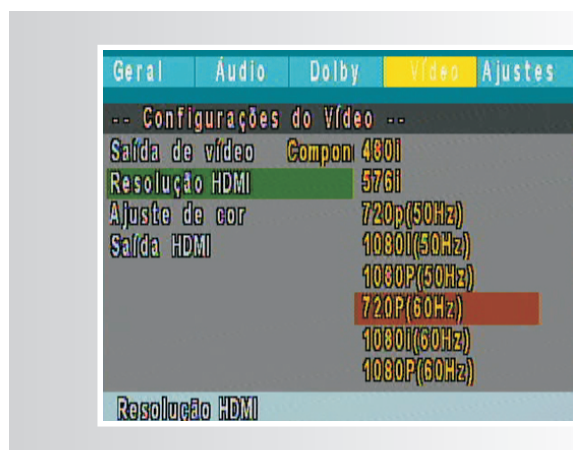 Geral Áudio Dolby Vídeo Ajustes
-- Configurações do Vídeo --
Saída de vídeo Compon 480i
Resolução HDMI 576i
Ajuste de cor 720p(50Hz)
Saída HDMI 1080I(50Hz)
1080P(50Hz)
720P(60Hz)
1080i(60Hz)
1080P(60Hz)
Resolução HDMI